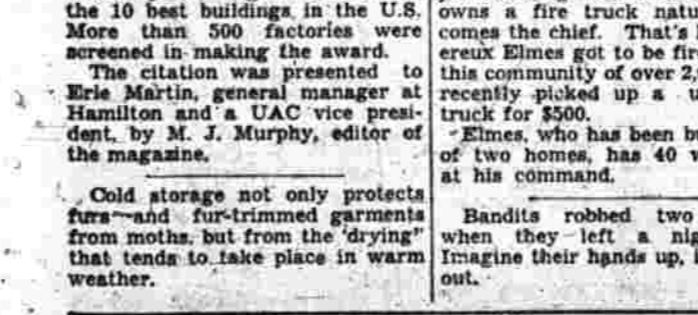 the 10 best buildings in the U.S.
More than 500 factories were
screened in making the award.
The citation was presented to
Erle Martin, general manager at
Hamilton and a UAC vice presi-
dent, by M. J. Murphy, editor of
the magazine.
Cold storage not only protects
furs—and fur-trimmed garments
from moths, but from the 'drying"
that tends to take place in warm
weather.
owns a fire truck natu
comes the chief. That's
ereux Elmes got to be fir
this community of over 2
recently picked up a u
truck for $500.
Elmes, who has been
of two homes, has 40
at his command.
Bandits robbed two
when they left a nig
Imagine their hands up,
out.